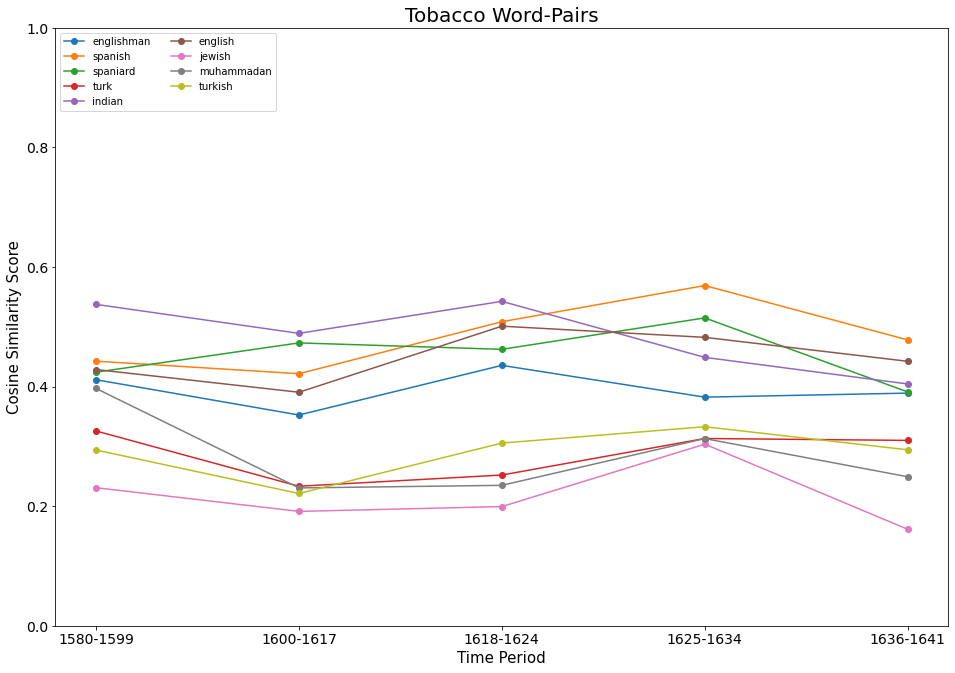 Tobacco Word-Pairs
englishman
spanish
spaniard
turk
indian
english
jewish
muhammadan
turkish
Cosine Similarity Score
1.0
0.8
0.6
0.4
0.2
0.0
1580-1599 1600-1617 1618-1624 1625-1634 1636-1641
Time Period